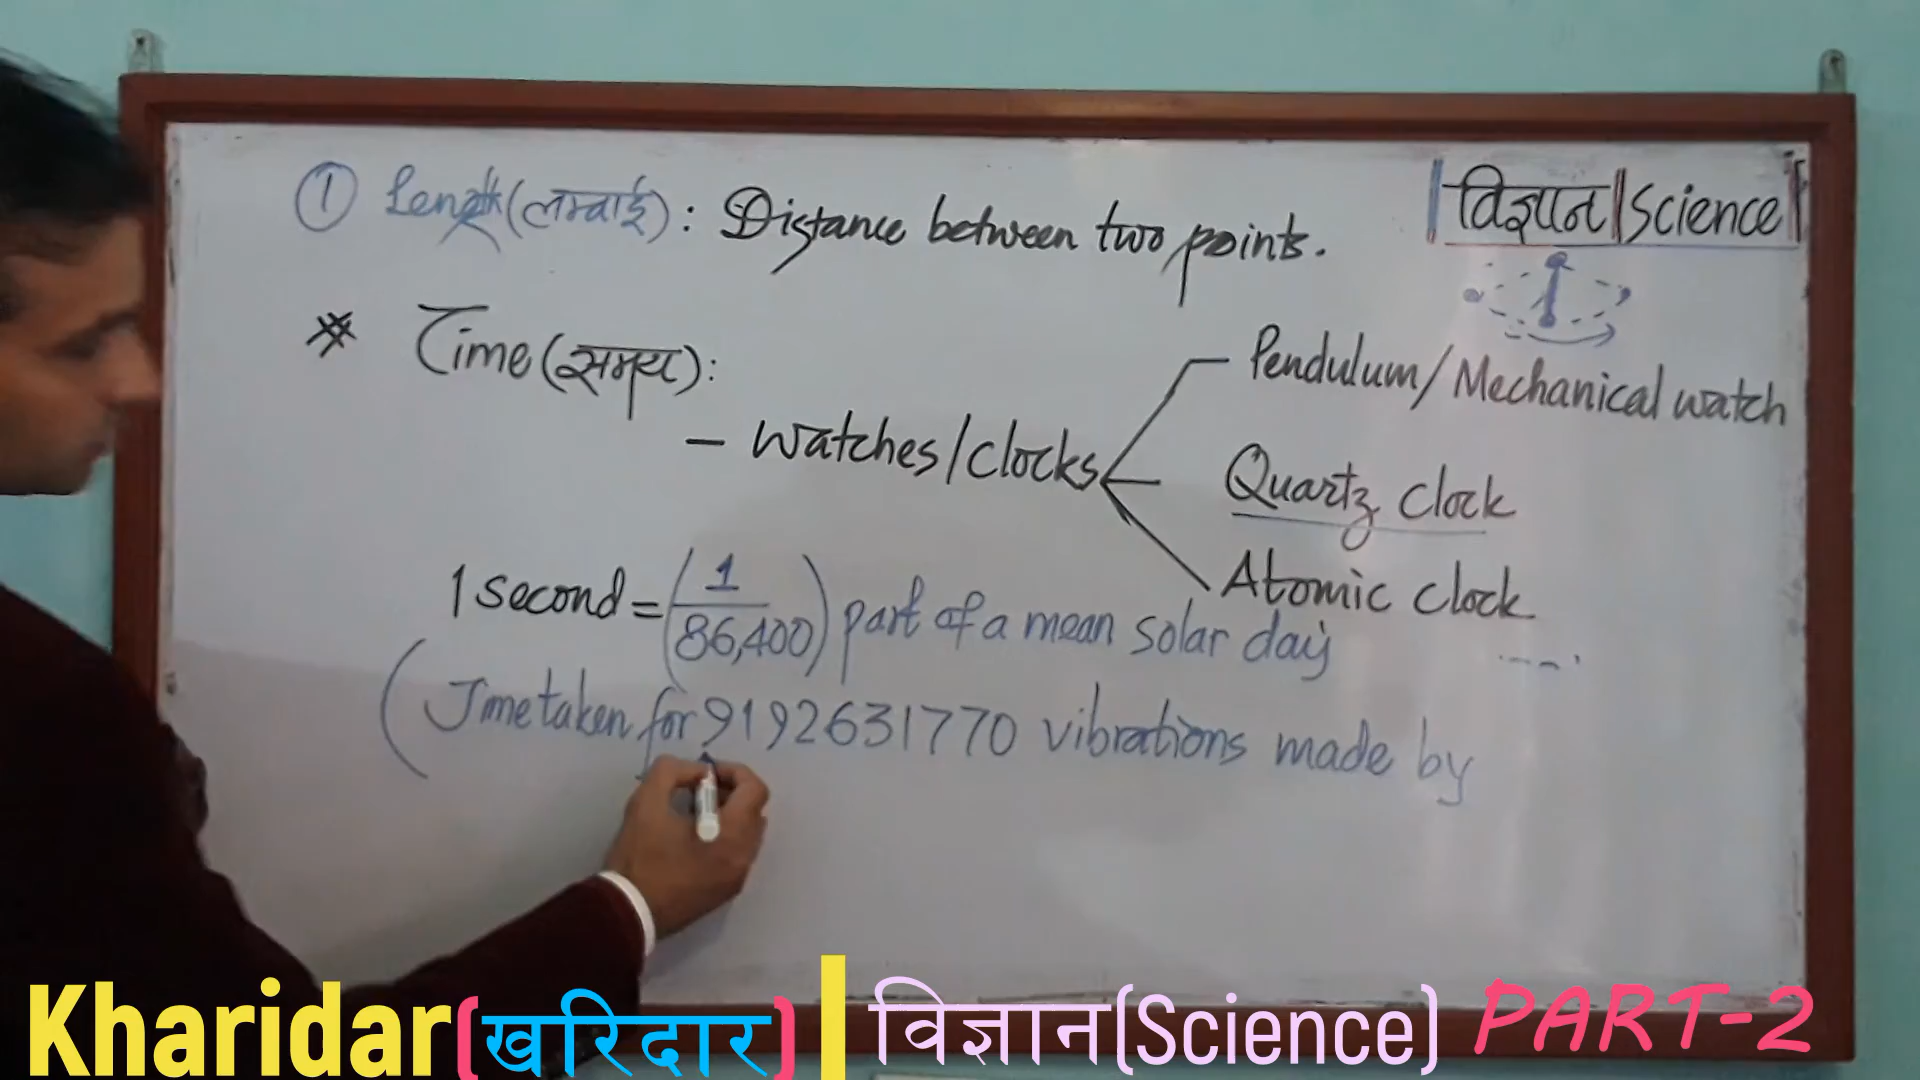 विज्ञान | Science
① Length (लम्बाई) : Distance between two points.
* Time (समय) :
Pendulum / Mechanical watch
- Watches / Clocks
Quartz Clock
Atomic Clock
1 second = (1/86,400) part of a mean solar day
(Time taken for 9192631770 vibrations made by
Kharidar(खरिदार) | विज्ञान(Science) PART-2